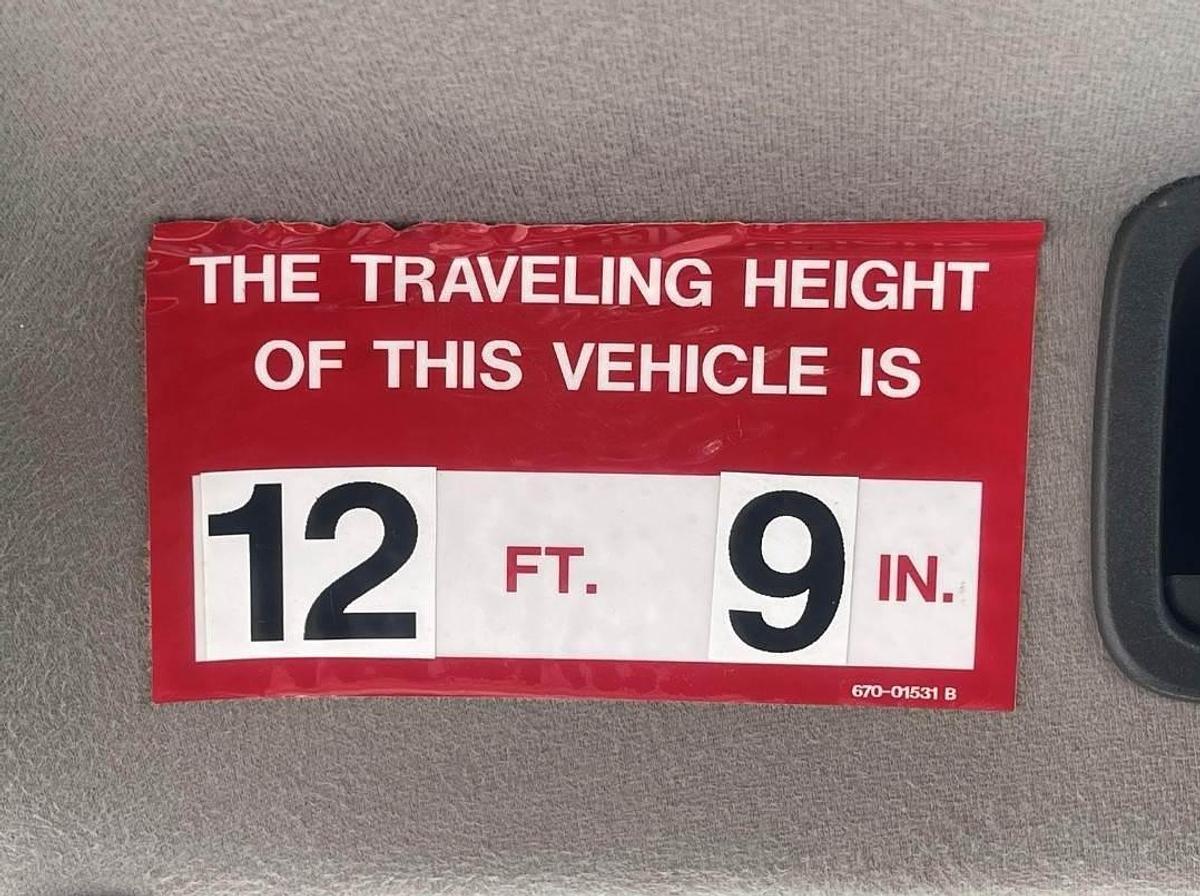 THE TRAVELING HEIGHT
OF THIS VEHICLE IS
12 FT. 9 IN.
670-01531 B